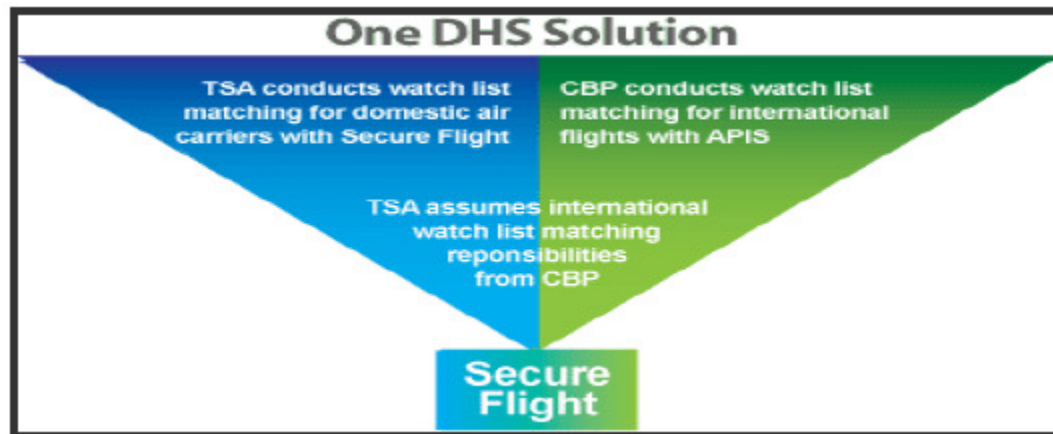 One DHS Solution
TSA conducts watch list
matching for domestic air
carriers with Secure Flight
CBP conducts watch list
matching for international
flights with APIS
TSA assumes international
watch list matching
reponsibilities
from CBP
Secure
Flight